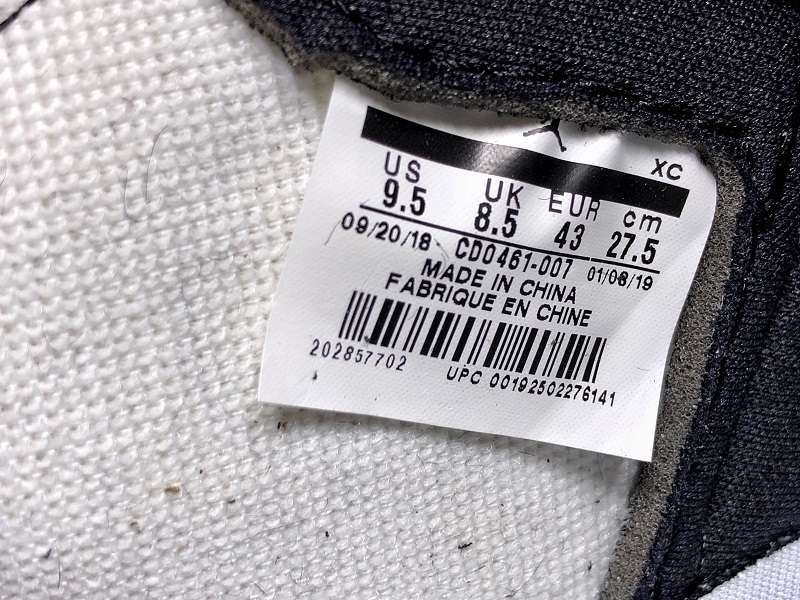 XC
US UK EUR cm
9.5 8.5 43 27.5
09/20/18 CD0461-007 01/08/19
MADE IN CHINA
FABRIQUE EN CHINE
202857702 UPC 00192502276141